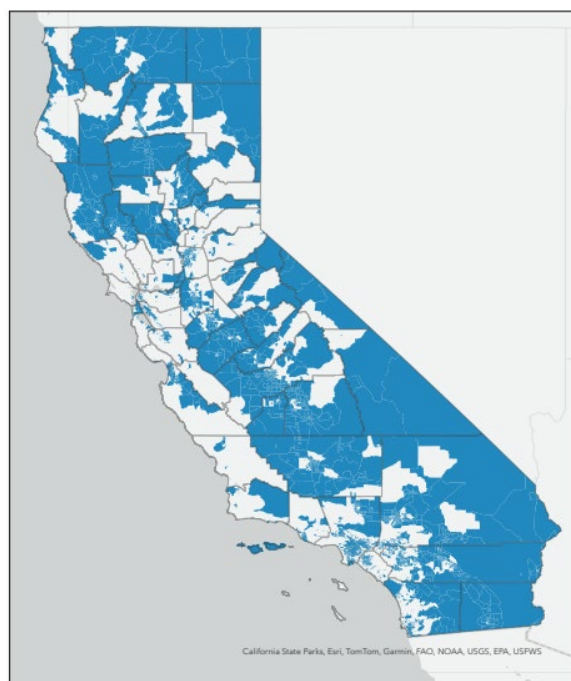 California State Parks, Esri, TomTom, Garmin, FAO, NOAA, USGS, EPA, USFWS